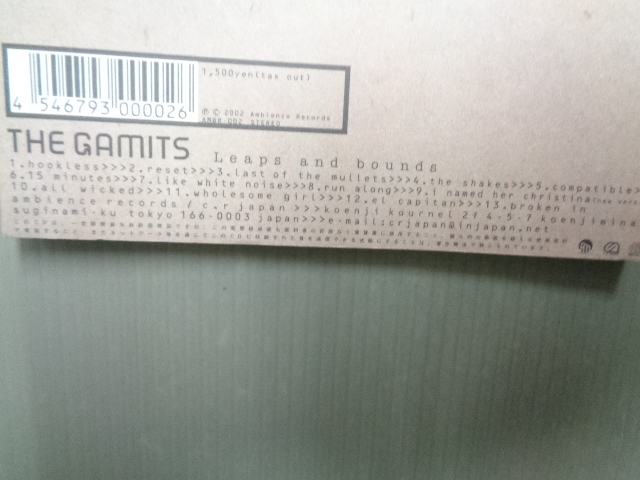 1,500yen(tax out)
4 546793 000026
℗ © 2002 Ambience Records
AMBR-002 STEREO
THE GAMITS Leaps and bounds
1.hookless>>>2.reset>>>3.last of the mullets>>>4.the shakes>>>5.compatible>
6.15 minutes>>>7.like white noise>>>8.run along>>>9.i named her christina(new vers
10.all wicked>>>11.wholesome girl>>>12.el capitan>>>13.broken in
ambience records / c.r japan >>> koenji kournel 2f 4-5-7 koenjimina
suginami-ku tokyo 166-0003 japan>>>e-mail:crjapan@injapan.net